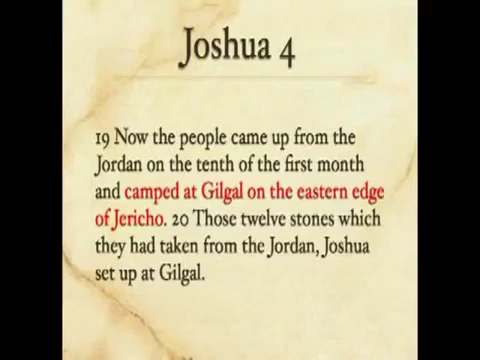 Joshua 4
19 Now the people came up from the
Jordan on the tenth of the first month
and camped at Gilgal on the eastern edge
of Jericho. 20 Those twelve stones which
they had taken from the Jordan, Joshua
set up at Gilgal.